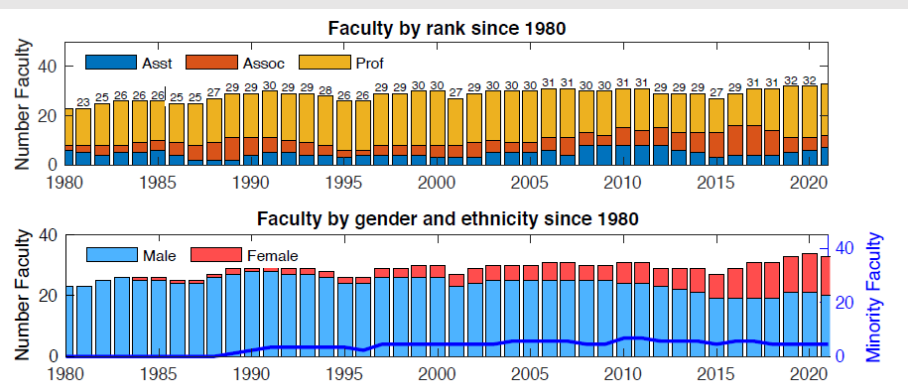 Faculty by rank since 1980
Number Faculty
40
20
0
Asst Assoc Prof
23 25 26 26 26 25 25 27 29 29 30 29 29 28 26 26 29 29 30 30 27 29 30 30 30 31 31 30 30 31 31 29 29 29 27 29 31 31 32 32
1980 1985 1990 1995 2000 2005 2010 2015 2020
Faculty by gender and ethnicity since 1980
Number Faculty
40
20
0
Male Female
40
20
0
Minority Faculty
1980 1985 1990 1995 2000 2005 2010 2015 2020